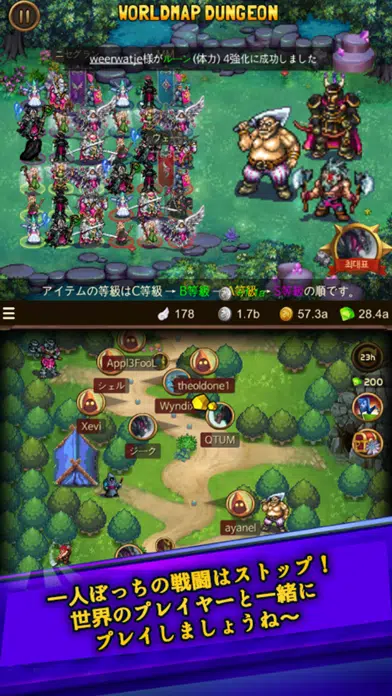 WORLDMAP DUNGEON
weerwatje様がルーン (体力) 4強化に成功しました
최대표
アイテムの等級はC等級 → B等級 → A等級 → S等級の順です。
178
1.7b
57.3a
28.4a
23h
200
Appl3FooL
シェル
theoldone1
Wyndi
Xevi
ジーク
QTUM
ayanel
一人ぼっちの戦闘はストップ！
世界のプレイヤーと一緒に
プレイしましょうね〜